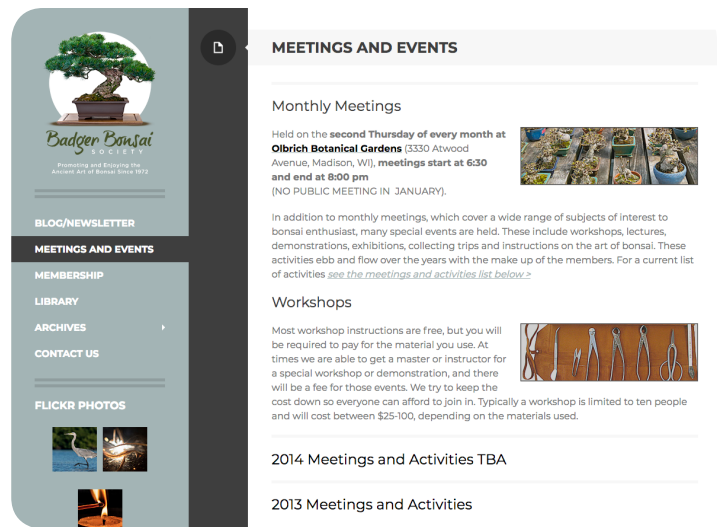 Badger Bonsai
SOCIETY
Promoting and Enjoying the
Ancient Art of Bonsai Since 1972
BLOG/NEWSLETTER
MEETINGS AND EVENTS
MEMBERSHIP
LIBRARY
ARCHIVES
CONTACT US
FLICKR PHOTOS
MEETINGS AND EVENTS
Monthly Meetings
Held on the second Thursday of every month at
Olbrich Botanical Gardens (3330 Atwood
Avenue, Madison, WI), meetings start at 6:30
and end at 8:00 pm
(NO PUBLIC MEETING IN JANUARY).
In addition to monthly meetings, which cover a wide range of subjects of interest to
bonsai enthusiast, many special events are held. These include workshops, lectures,
demonstrations, exhibitions, collecting trips and instructions on the art of bonsai. These
activities ebb and flow over the years with the make up of the members. For a current list
of activities see the meetings and activities list below >
Workshops
Most workshop instructions are free, but you will
be required to pay for the material you use. At
times we are able to get a master or instructor for
a special workshop or demonstration, and there
will be a fee for those events. We try to keep the
cost down so everyone can afford to join in. Typically a workshop is limited to ten people
and will cost between $25-100, depending on the materials used.
2014 Meetings and Activities TBA
2013 Meetings and Activities